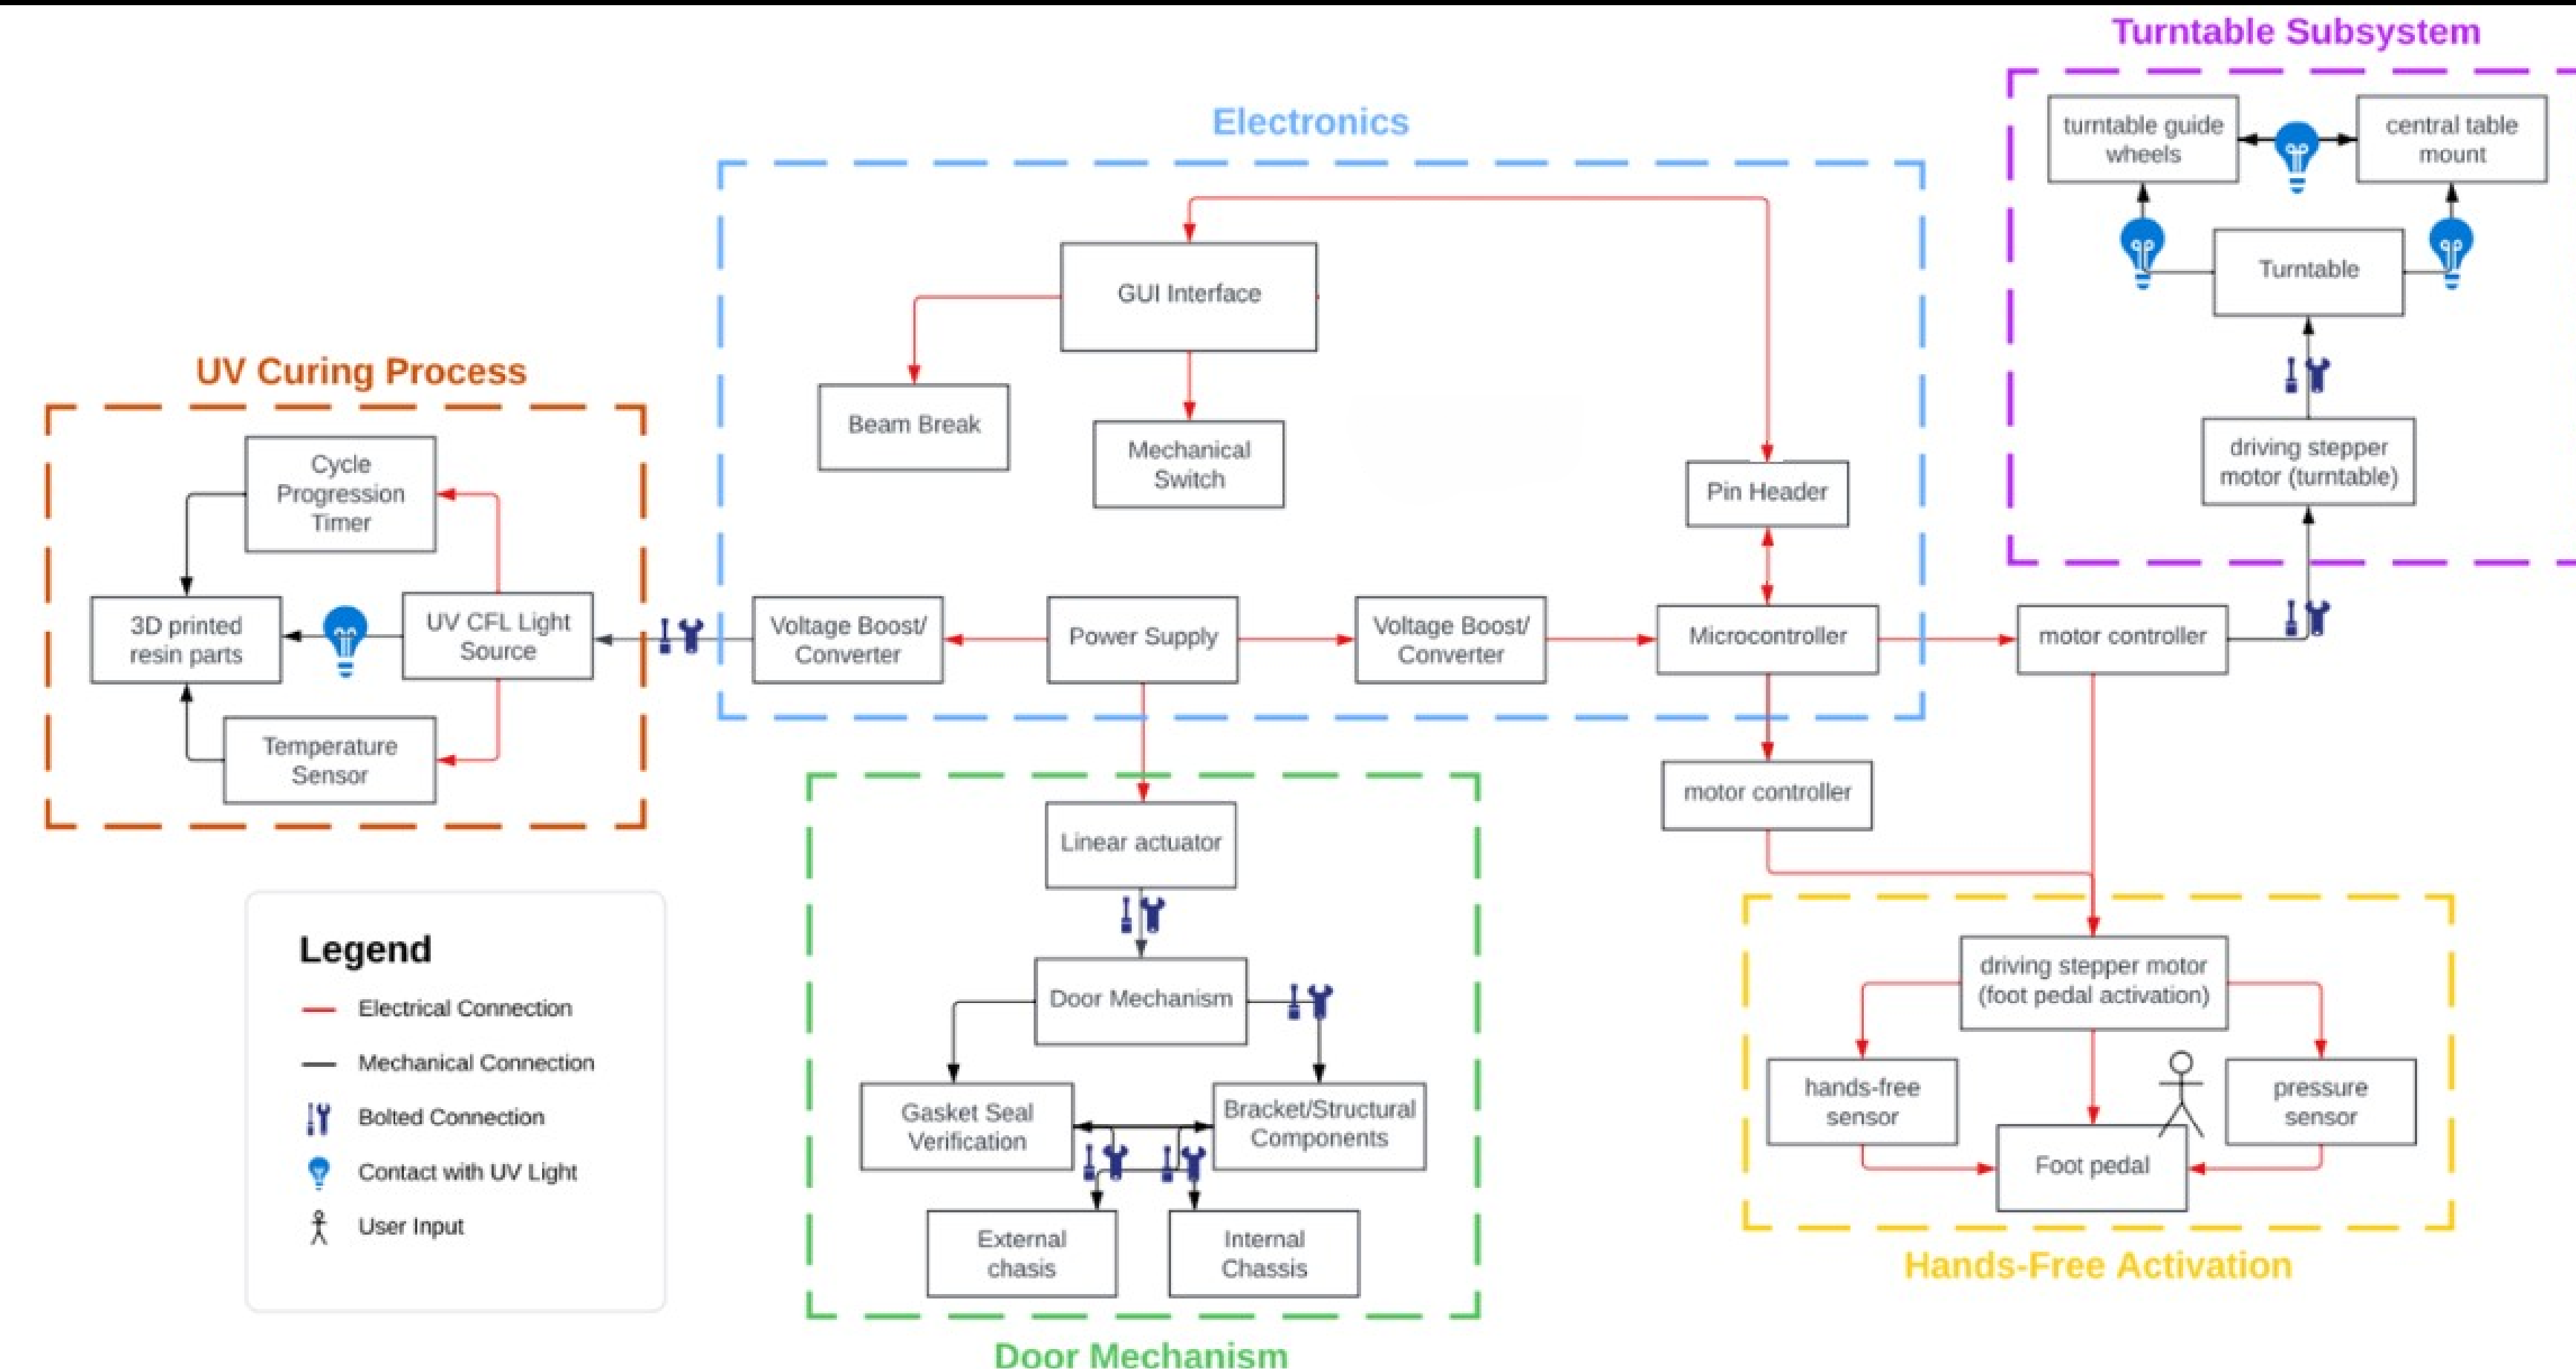 Turntable Subsystem
turntable guide
wheels
central table
mount
Turntable
driving stepper
motor (turntable)
Electronics
GUI Interface
Beam Break
Mechanical
Switch
Pin Header
Voltage Boost/
Converter
Power Supply
Voltage Boost/
Converter
Microcontroller
motor controller
motor controller
UV Curing Process
Cycle
Progression
Timer
3D printed
resin parts
UV CFL Light
Source
Temperature
Sensor
Legend
Electrical Connection
Mechanical Connection
Bolted Connection
Contact with UV Light
User Input
Linear actuator
Door Mechanism
Gasket Seal
Verification
Bracket/Structural
Components
External
chasis
Internal
Chassis
Door Mechanism
driving stepper motor
(foot pedal activation)
hands-free
sensor
pressure
sensor
Foot pedal
Hands-Free Activation